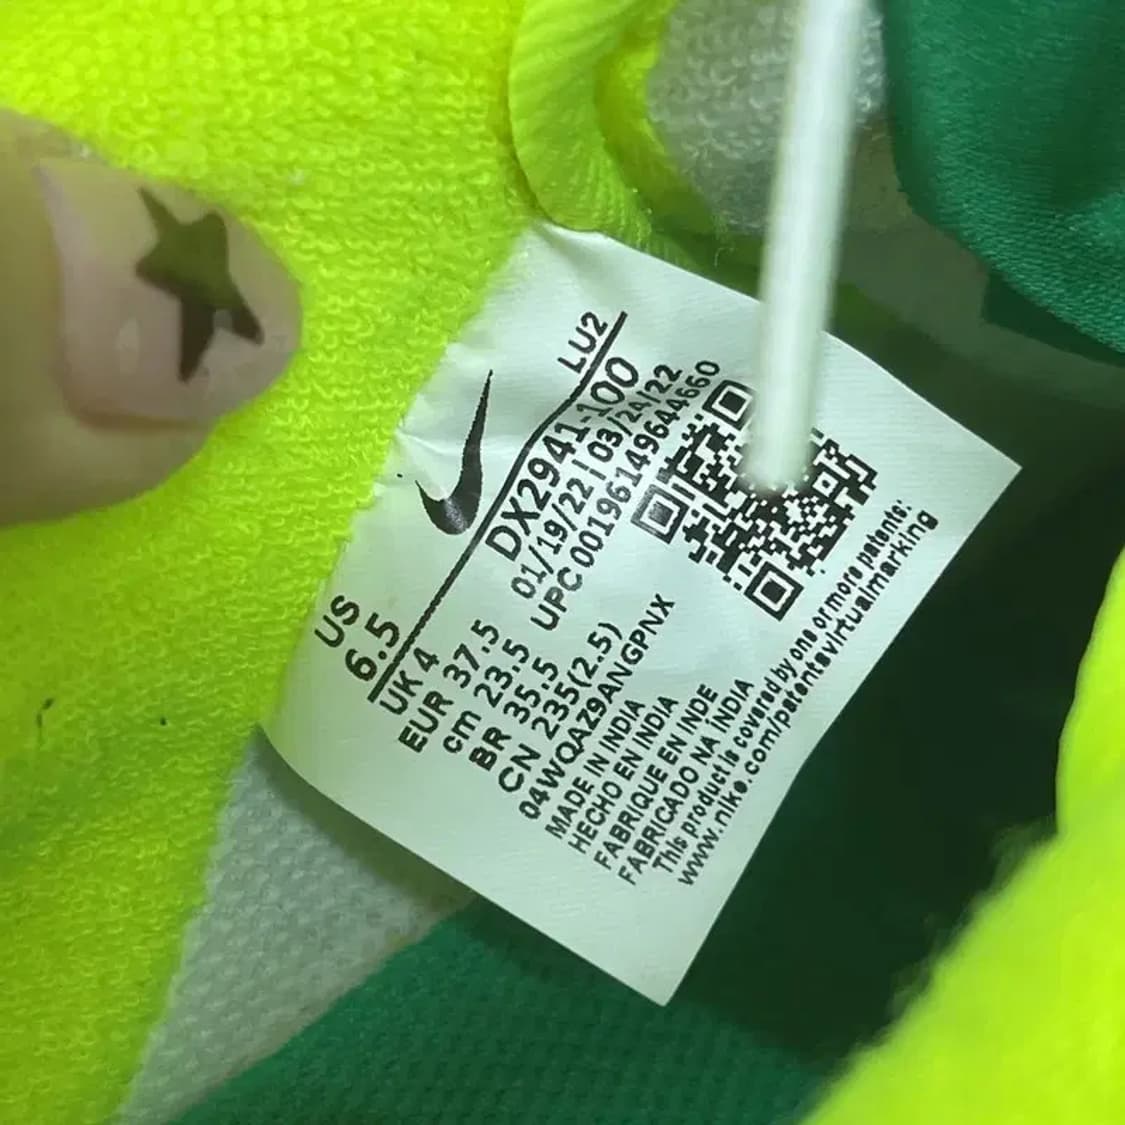 LU2
DX2941-100
01/19/22 | 03/24/22
UPC 00196149644660
US
6.5
UK 4
EUR 37.5
cm 23.5
BR 35.5
CN 235(2.5)
04WQAZ9ANGPNX
MADE IN INDIA
HECHO EN INDIA
FABRIQUE EN INDE
FABRICADO NA ÍNDIA
This product is covered by one or more patents:
www.nike.com/patentsvirtualmarking